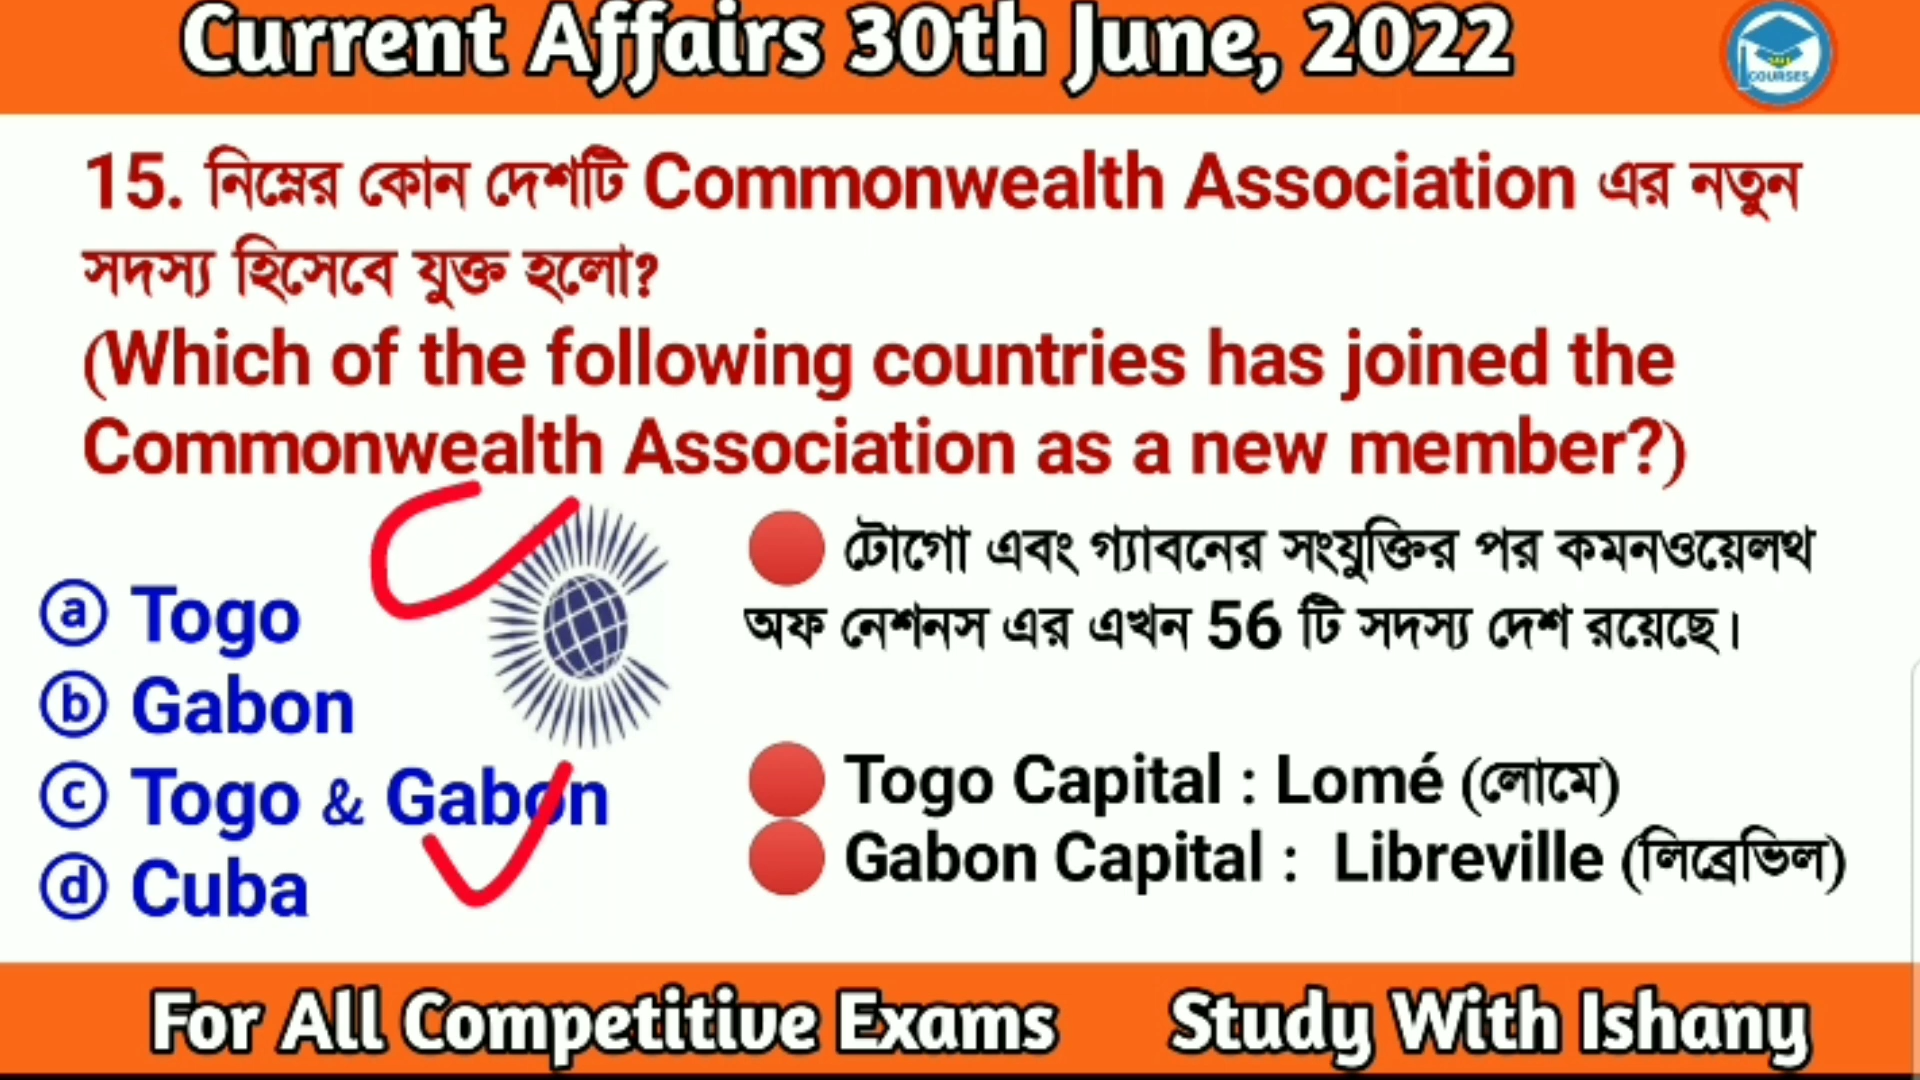 Current Affairs 30th June, 2022
COURSES
15. নিম্নের কোন দেশটি Commonwealth Association এর নতুন
সদস্য হিসেবে যুক্ত হলো?
(Which of the following countries has joined the
Commonwealth Association as a new member?)
ⓐ Togo
ⓑ Gabon
ⓒ Togo & Gabon
ⓓ Cuba
🔴 টোগো এবং গ্যাবনের সংযুক্তির পর কমনওয়েলথ
অফ নেশনস এর এখন 56 টি সদস্য দেশ রয়েছে।
🔴 Togo Capital : Lomé (লোমে)
🔴 Gabon Capital : Libreville (লিব্রেভিল)
For All Competitive Exams Study With Ishany